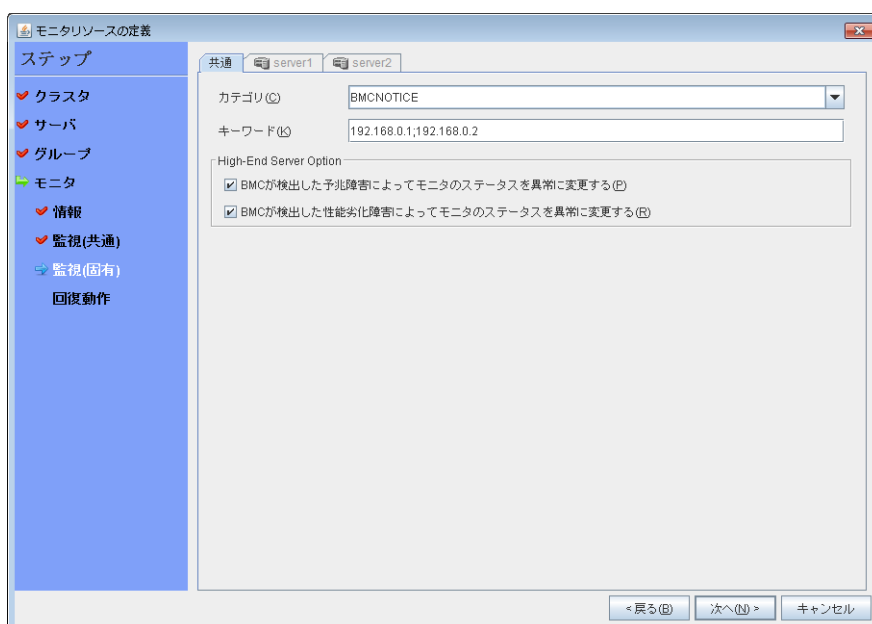 モニタリソースの定義
ステップ
クラスタ
サーバ
グループ
モニタ
情報
監視(共通)
監視(固有)
回復動作
共通 server1 server2
カテゴリ(C) BMCNOTICE
キーワード(K) 192.168.0.1;192.168.0.2
High-End Server Option
BMCが検出した予兆障害によってモニタのステータスを異常に変更する(P)
BMCが検出した性能劣化障害によってモニタのステータスを異常に変更する(R)
<戻る(B) 次へ(N)> キャンセル